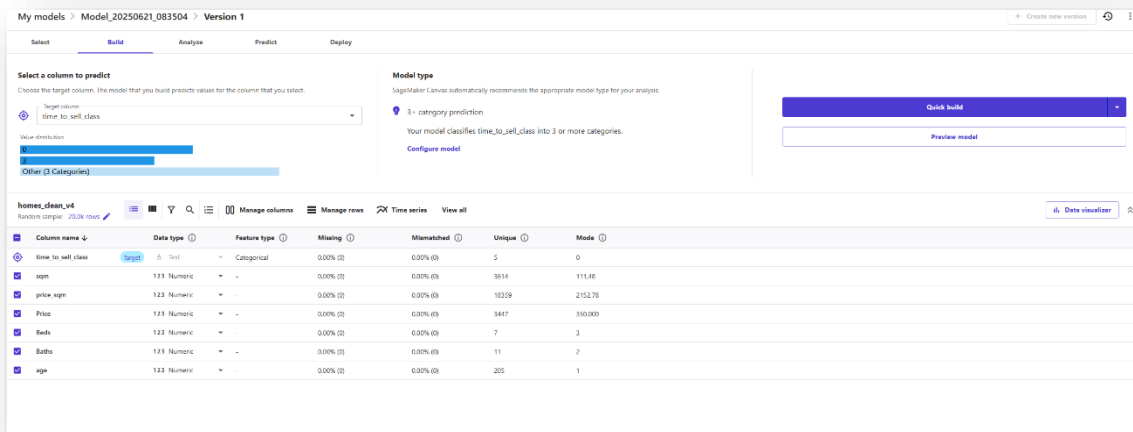 My models > Model_20250621_083504 > Version 1
+ Create new version
Select Build Analyze Predict Deploy
Select a column to predict
Choose the target column. The model that you build predicts values for the column that you select.
Target column
time_to_sell_class
Value distribution
0
3
Other (3 Categories)
Model type
SageMaker Canvas automatically recommends the appropriate model type for your analysis.
3+ category prediction
Your model classifies time_to_sell_class into 3 or more categories.
Configure model
Quick build
Preview model
homes_clean_v4
Random sample: 20.0k rows
Manage columns Manage rows Time series View all
Data visualizer
Column name Data type Feature type Missing Mismatched Unique Mode
time_to_sell_class Target Text Categorical 0.00% (0) 0.00% (0) 5 0
sqm 123 Numeric - 0.00% (0) 0.00% (0) 3614 111.48
price_sqm 123 Numeric - 0.00% (0) 0.00% (0) 18359 2152.78
Price 123 Numeric - 0.00% (0) 0.00% (0) 3447 350.000
Beds 123 Numeric - 0.00% (0) 0.00% (0) 7 3
Baths 123 Numeric - 0.00% (0) 0.00% (0) 11 2
age 123 Numeric - 0.00% (0) 0.00% (0) 205 1